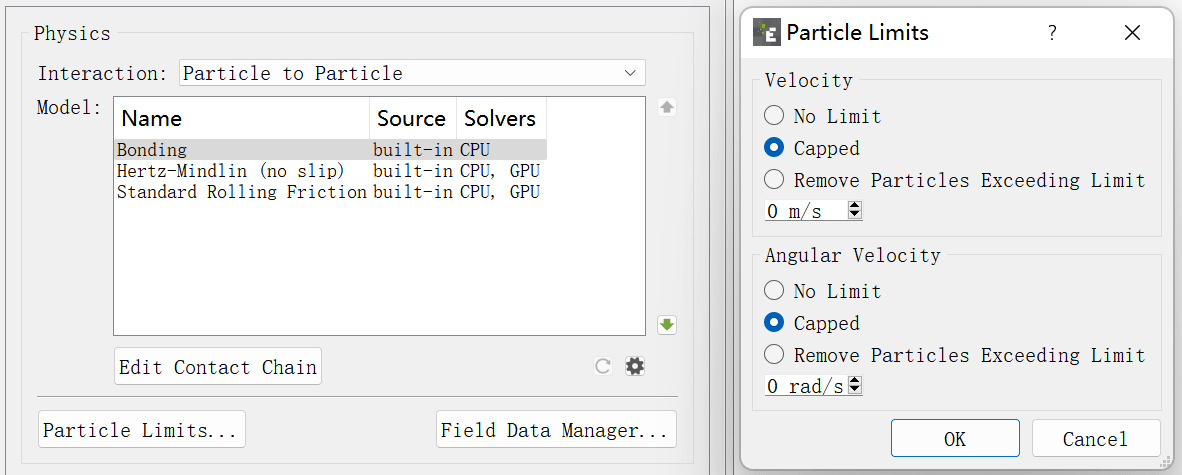 Physics
Interaction: Particle to Particle
Model:
Name Source Solvers
Bonding built-in CPU
Hertz-Mindlin (no slip) built-in CPU, GPU
Standard Rolling Friction built-in CPU, GPU
Edit Contact Chain
Particle Limits...
Field Data Manager...
E Particle Limits ?
Velocity
No Limit
Capped
Remove Particles Exceeding Limit
0 m/s
Angular Velocity
No Limit
Capped
Remove Particles Exceeding Limit
0 rad/s
OK
Cancel